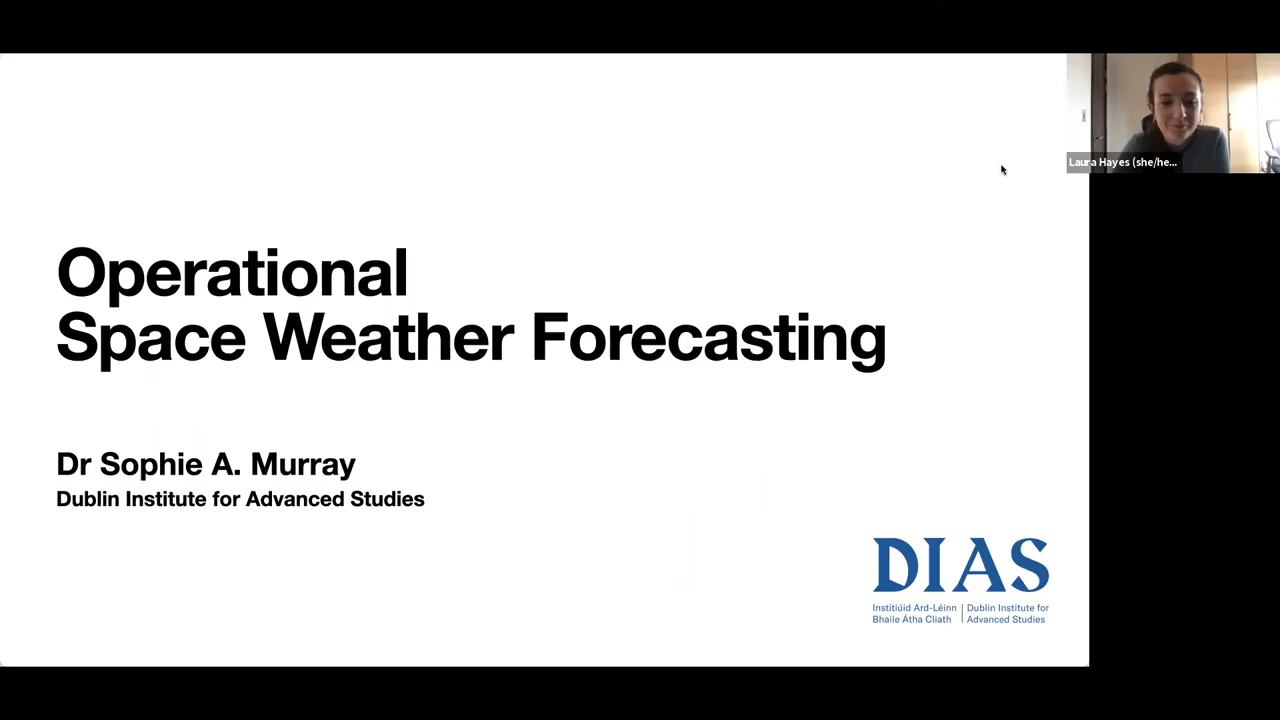 Operational
Space Weather Forecasting
Dr Sophie A. Murray
Dublin Institute for Advanced Studies
Laura Hayes (she/he...
DIAS
Institiúid Ard-Léinn
Bhaile Átha Cliath
Dublin Institute for
Advanced Studies